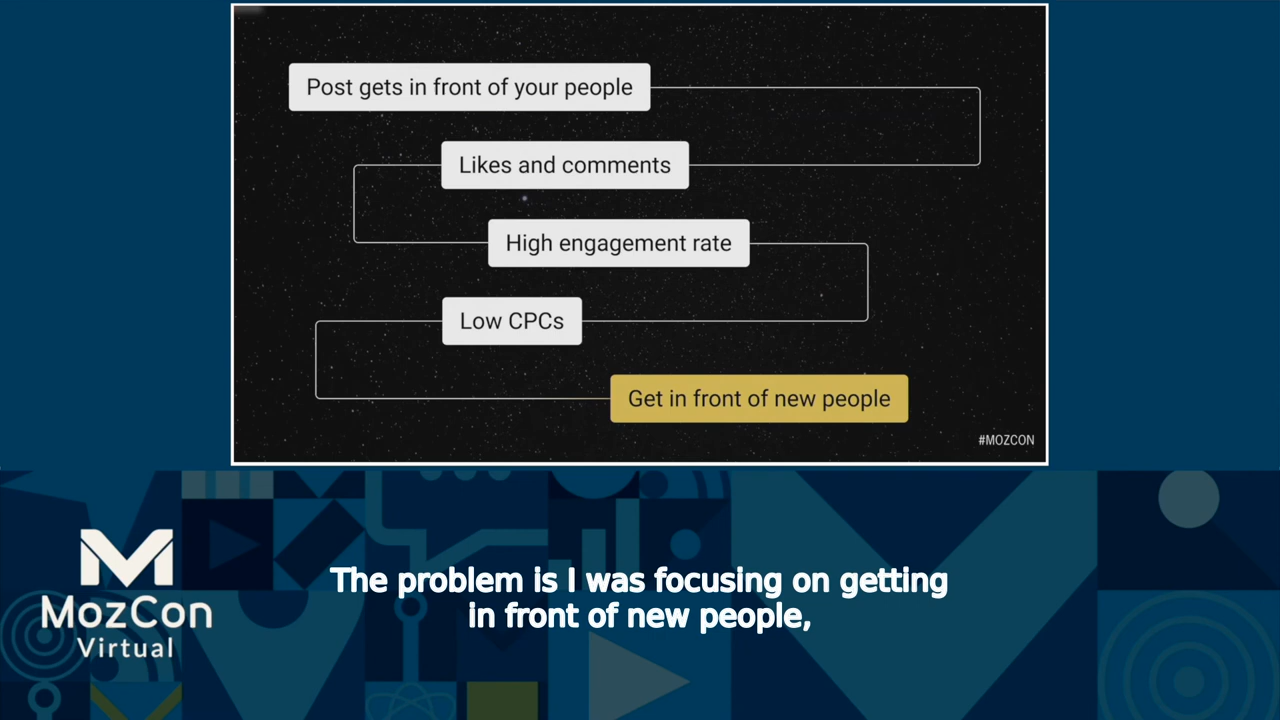 Post gets in front of your people
Likes and comments
High engagement rate
Low CPCs
Get in front of new people
#MOZCON
MozCon
Virtual
The problem is I was focusing on getting
in front of new people,